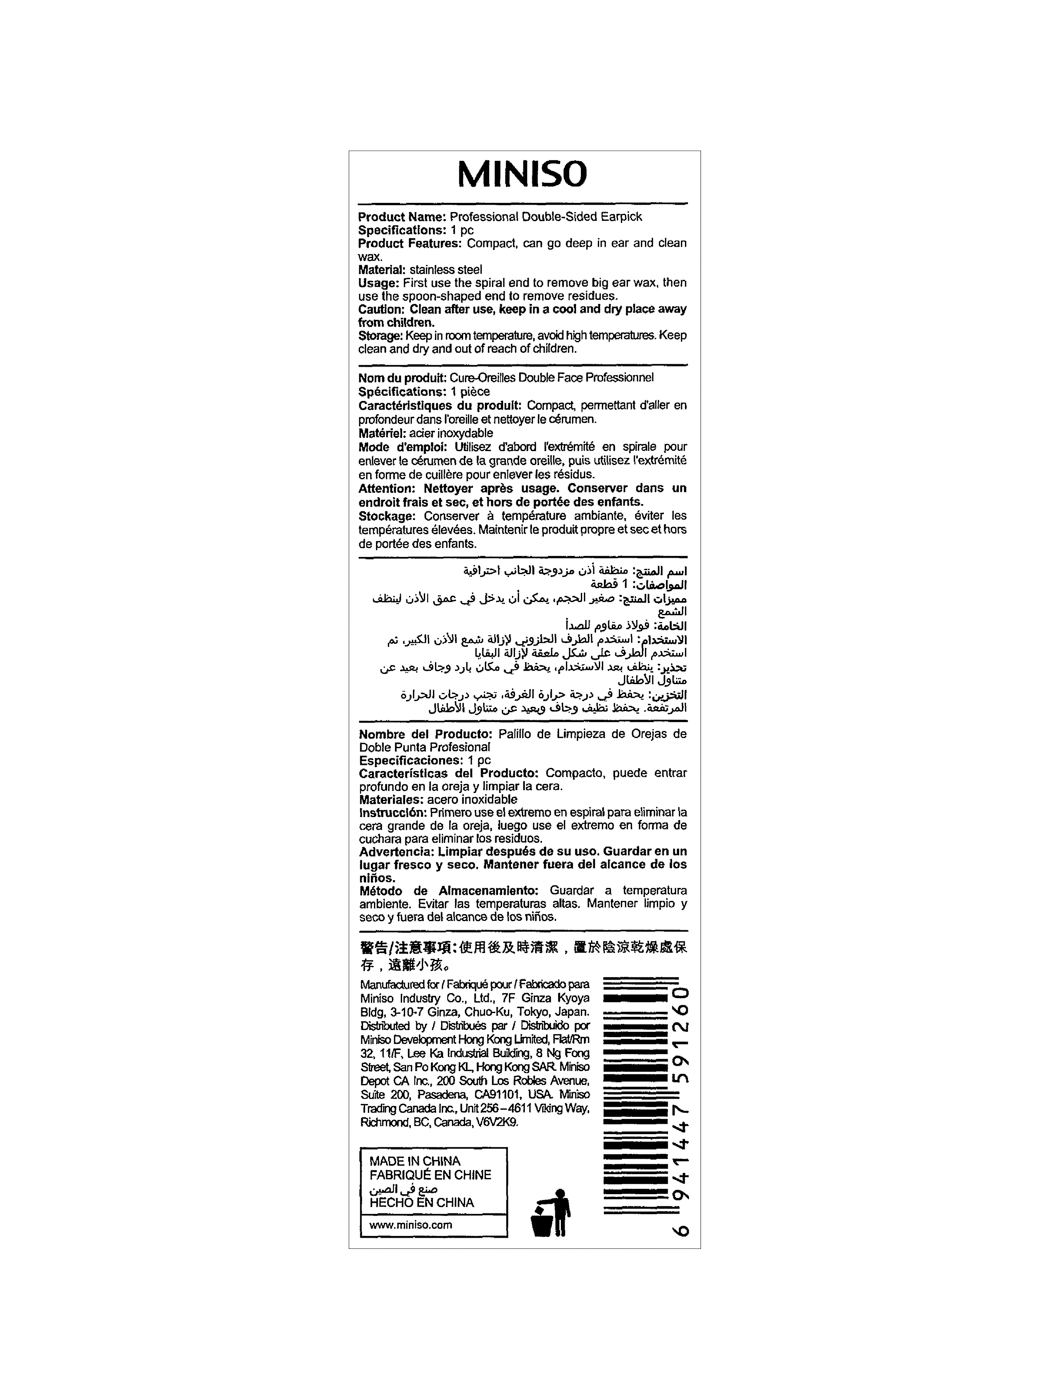 MINISO
Product Name: Professional Double-Sided Earpick
Specifications: 1 pc
Product Features: Compact, can go deep in ear and clean
wax.
Material: stainless steel
Usage: First use the spiral end to remove big ear wax, then
use the spoon-shaped end to remove residues.
Caution: Clean after use, keep in a cool and dry place away
from children.
Storage: Keep in room temperature, avoid high temperatures. Keep
clean and dry and out of reach of children.
Nom du produit: Cure-Oreilles Double Face Professionnel
Spécifications: 1 pièce
Caractéristiques du produit: Compact, permettant d'aller en
profondeur dans l'oreille et nettoyer le cérumen.
Matériel: acier inoxydable
Mode d'emploi: Utilisez d'abord l'extrémité en spirale pour
enlever le cérumen de la grande oreille, puis utilisez l'extrémité
en forme de cuillère pour enlever les résidus.
Attention: Nettoyer après usage. Conserver dans un
endroit frais et sec, et hors de portée des enfants.
Stockage: Conserver à température ambiante, éviter les
températures élevées. Maintenir le produit propre et sec et hors
de portée des enfants.
اسم المنتج: منظفة أذن مزدوجة الجانب احترافية
المواصفات: 1 قطعة
مميزات المنتج: صغير الحجم، يمكن أن يدخل في عمق الأذن لينظف
الشمع
الخامة: فولاذ مقاوم للصدأ
الاستخدام: استخدم الطرف الحلزوني لإزالة شمع الأذن الكبير، ثم
استخدم الطرف على شكل ملعقة لإزالة البقايا
تحذير: ينظف بعد الاستخدام، يحفظ في مكان بارد وجاف بعيد عن
متناول الأطفال
التخزين: يحفظ في درجة حرارة الغرفة، تجنب درجات الحرارة
المرتفعة. يحفظ نظيف وجاف وبعيد عن متناول الأطفال
Nombre del Producto: Palillo de Limpieza de Orejas de
Doble Punta Profesional
Especificaciones: 1 pc
Características del Producto: Compacto, puede entrar
profundo en la oreja y limpiar la cera.
Materiales: acero inoxidable
Instrucción: Primero use el extremo en espiral para eliminar la
cera grande de la oreja, luego use el extremo en forma de
cuchara para eliminar los residuos.
Advertencia: Limpiar después de su uso. Guardar en un
lugar fresco y seco. Mantener fuera del alcance de los
niños.
Método de Almacenamiento: Guardar a temperatura
ambiente. Evitar las temperaturas altas. Mantener limpio y
seco y fuera del alcance de los niños.
警告/注意事項:使用後及時清潔，置於陰涼乾燥處保
存，遠離小孩。
Manufactured for / Fabriqué pour / Fabricado para
Miniso Industry Co., Ltd., 7F Ginza Kyoya
Bldg, 3-10-7 Ginza, Chuo-Ku, Tokyo, Japan.
Distributed by / Distribués par / Distribuido por
Miniso Development Hong Kong Limited, Flat/Rm
32, 11/F, Lee Ka Industrial Building, 8 Ng Fong
Street, San Po Kong KL, Hong Kong SAR. Miniso
Depot CA Inc., 200 South Los Robles Avenue,
Suite 200, Pasadena, CA91101, USA. Miniso
Trading Canada Inc., Unit 256–4611 Viking Way,
Richmond, BC, Canada, V6V2K9.
6 941447 591260
MADE IN CHINA
FABRIQUÉ EN CHINE
صنع في الصين
HECHO EN CHINA
www.miniso.com